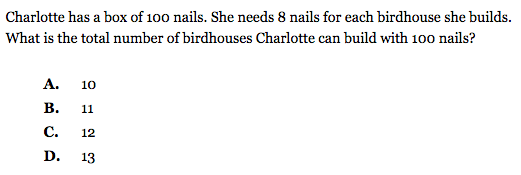 Charlotte has a box of 100 nails. She needs 8 nails for each birdhouse she builds.
What is the total number of birdhouses Charlotte can build with 100 nails?
A. 10
B. 11
C. 12
D. 13